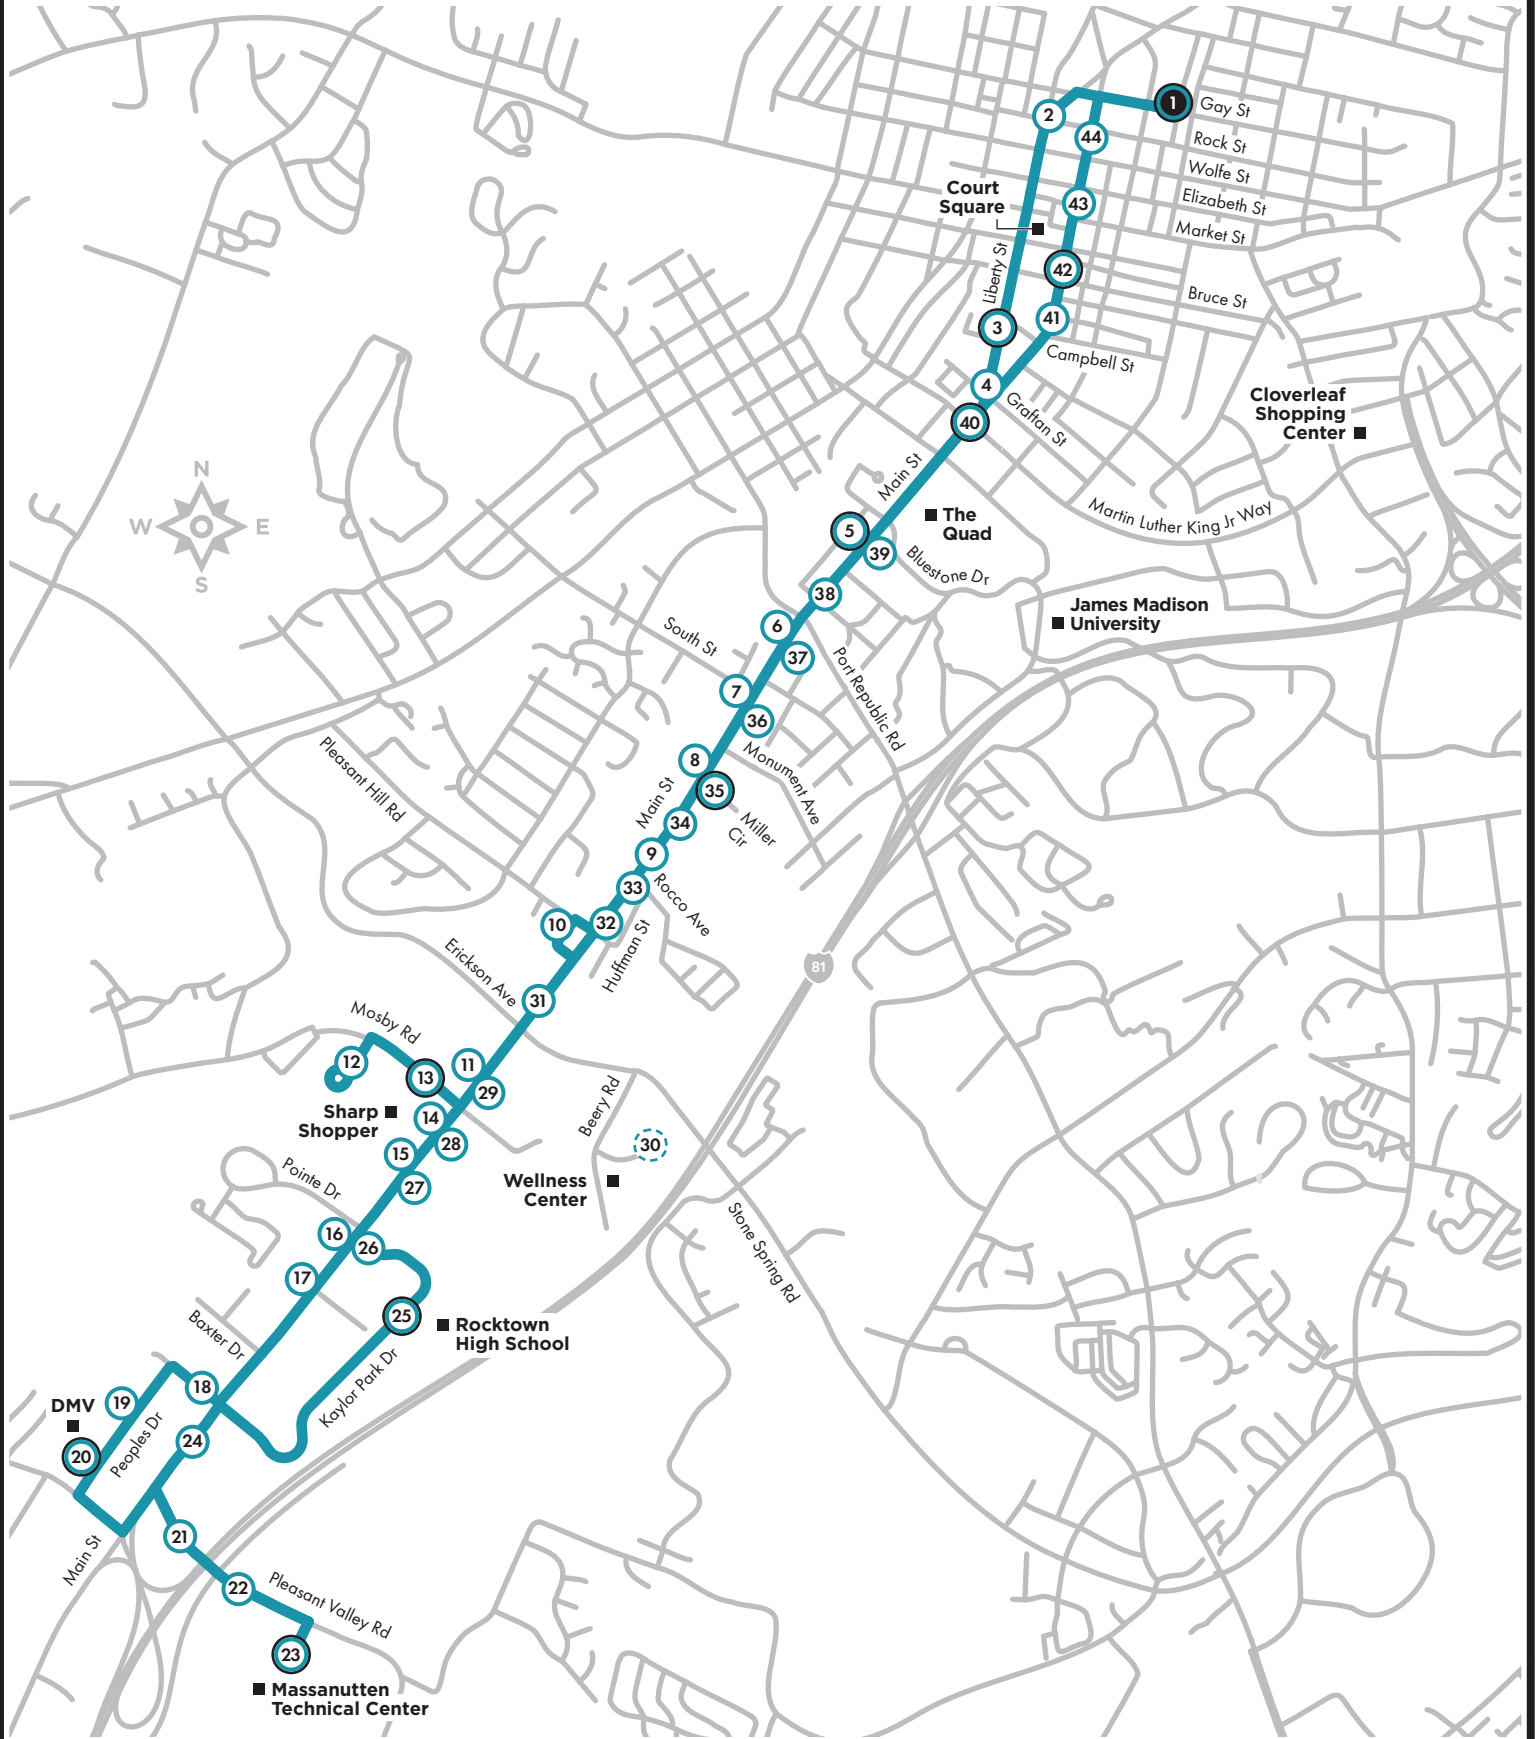 1
Gay St
2
44
Rock St
Wolfe St
Court
Square
43
Elizabeth St
Market St
42
Liberty St
Bruce St
3
41
Campbell St
4
Grattan St
Cloverleaf
Shopping
Center
40
Main St
N
W E
S
Martin Luther King Jr Way
The
Quad
5
39
Bluestone Dr
38
James Madison
University
6
South St
37
Port Republic Rd
7
36
Pleasant Hill Rd
8
Monument Ave
35
Main St
Miller
Cir
34
9
33
Rocco Ave
10
32
Huffman St
Erickson Ave
81
31
Mosby Rd
12
11
13
29
Beery Rd
Sharp
Shopper
14
28
30
15
Pointe Dr
27
Wellness
Center
Stone Spring Rd
16
26
17
25
Rocktown
High School
Baxter Dr
Kaylor Park Dr
18
19
DMV
20
Peoples Dr
24
21
Main St
22
Pleasant Valley Rd
23
Massanutten
Technical Center